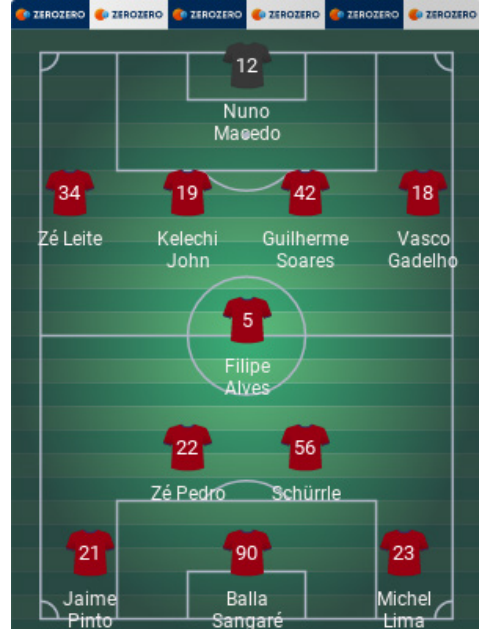 ZEROZERO ZEROZERO ZEROZERO ZEROZERO ZEROZERO ZEROZERO
12
Nuno
Macedo
34 19 42 18
Zé Leite Kelechi Guilherme Vasco
John Soares Gadelho
5
Filipe
Alves
22 56
Zé Pedro Schürrle
21 90 23
Jaime Balla Michel
Pinto Sangaré Lima